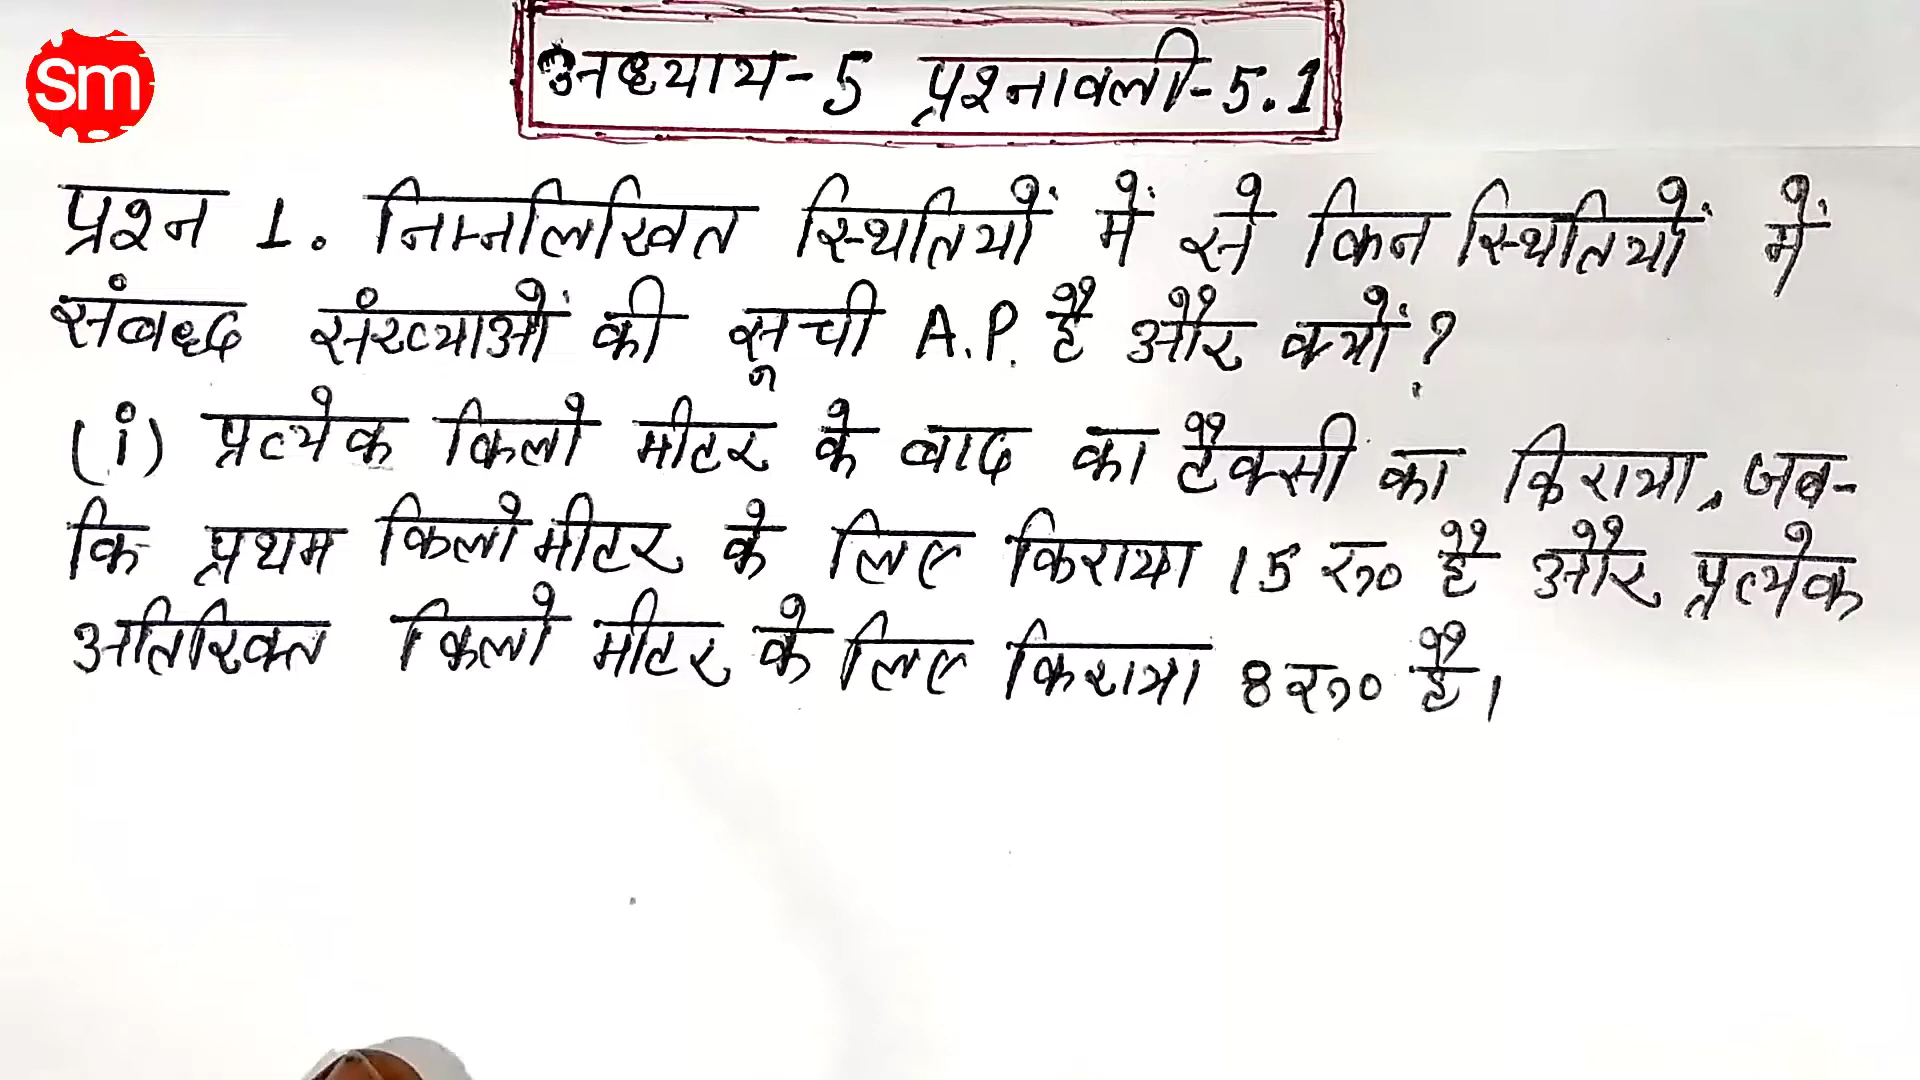 Sm
अध्याय-5 प्रश्नावली-5.1
प्रश्न 1. निम्नलिखित स्थितियों में से किन स्थितियों में
संबद्ध संख्याओं की सूची A.P. है और क्यों?
(i) प्रत्येक किलो मीटर के बाद का टैक्सी का किराया, जब-
कि प्रथम किलोमीटर के लिए किराया 15 रु० है और प्रत्येक
अतिरिक्त किलो मीटर के लिए किराया 8 रु० है।